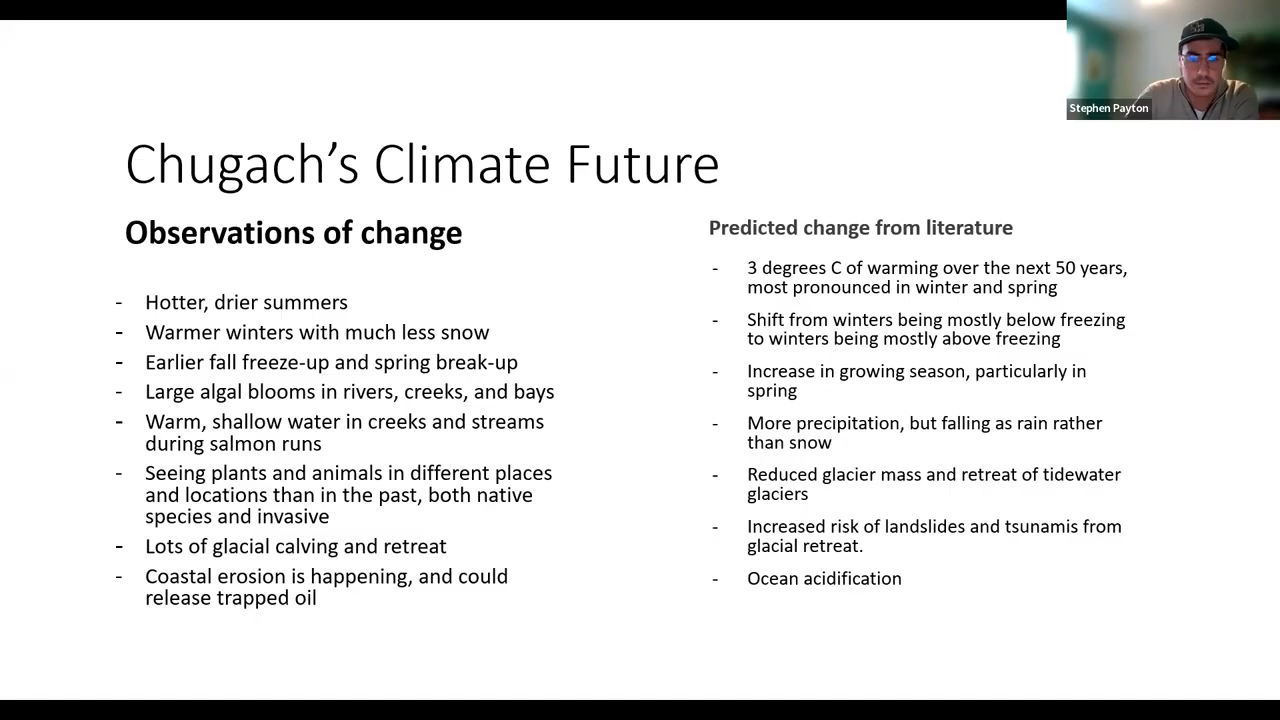 Stephen Payton
Chugach's Climate Future
Observations of change
- Hotter, drier summers
- Warmer winters with much less snow
- Earlier fall freeze-up and spring break-up
- Large algal blooms in rivers, creeks, and bays
- Warm, shallow water in creeks and streams
during salmon runs
- Seeing plants and animals in different places
and locations than in the past, both native
species and invasive
- Lots of glacial calving and retreat
- Coastal erosion is happening, and could
release trapped oil
Predicted change from literature
- 3 degrees C of warming over the next 50 years,
most pronounced in winter and spring
- Shift from winters being mostly below freezing
to winters being mostly above freezing
- Increase in growing season, particularly in
spring
- More precipitation, but falling as rain rather
than snow
- Reduced glacier mass and retreat of tidewater
glaciers
- Increased risk of landslides and tsunamis from
glacial retreat.
- Ocean acidification